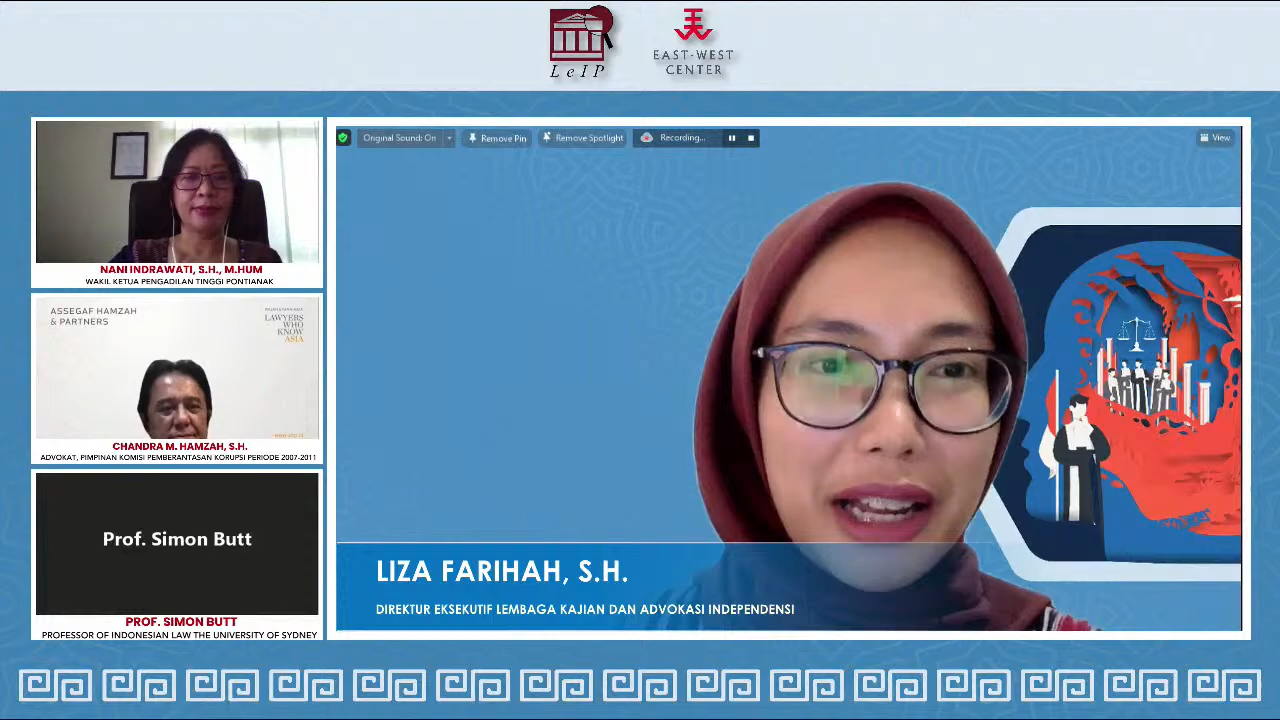 LeIP
EAST-WEST
CENTER
Original Sound: On
Remove Pin
Remove Spotlight
Recording...
View
NANI INDRAWATI, S.H., M.HUM
WAKIL KETUA PENGADILAN TINGGI PONTIANAK
ASSEGAF HAMZAH
& PARTNERS
LAWYERS
WHO
KNOW
ASIA
CHANDRA M. HAMZAH, S.H.
ADVOKAT, PIMPINAN KOMISI PEMBERANTASAN KORUPSI PERIODE 2007-2011
Prof. Simon Butt
PROF. SIMON BUTT
PROFESSOR OF INDONESIAN LAW THE UNIVERSITY OF SYDNEY
LIZA FARIHAH, S.H.
DIREKTUR EKSEKUTIF LEMBAGA KAJIAN DAN ADVOKASI INDEPENDENSI